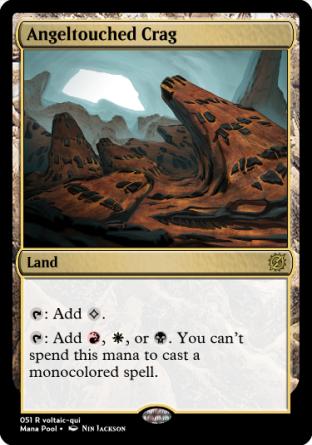 Angeltouched Crag
Land
: Add .
: Add , , or . You can't
spend this mana to cast a
monocolored spell.
051 R voltaic-qui
Mana Pool • Nin Jackson